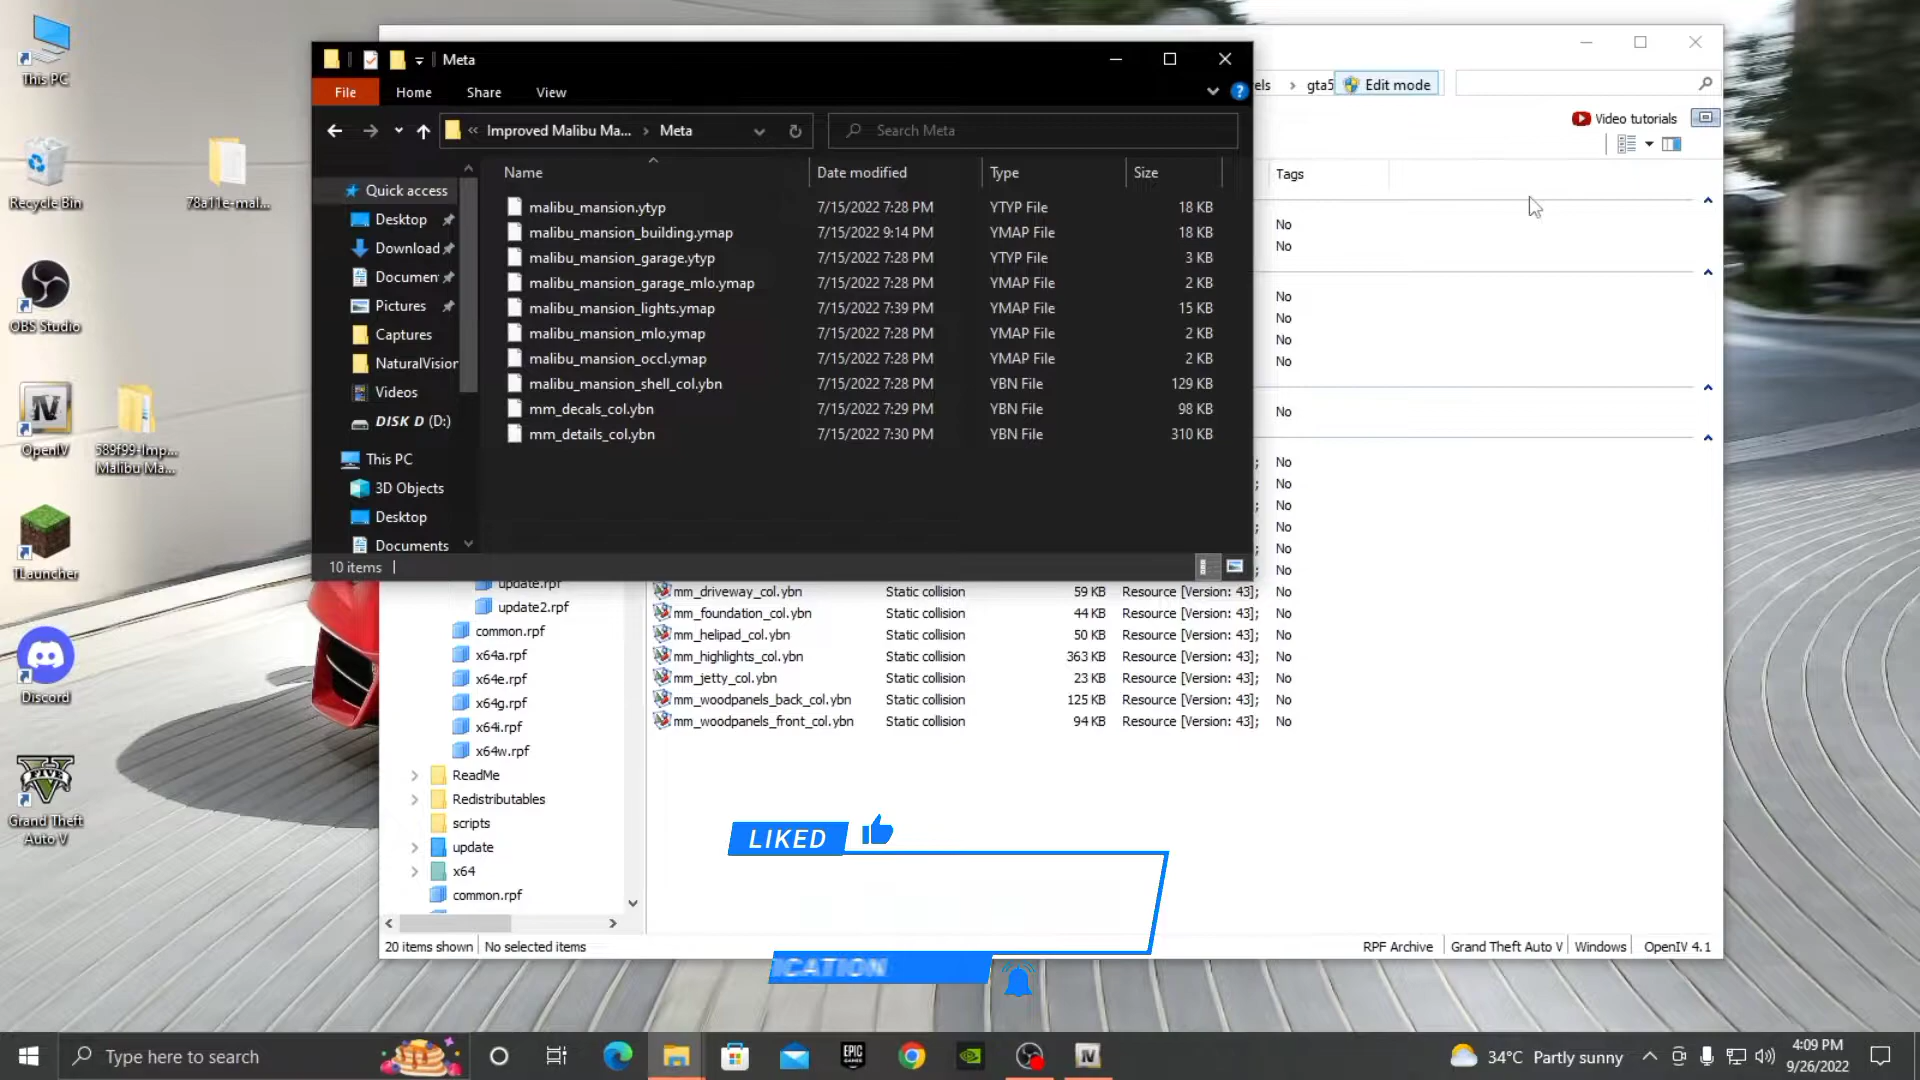 This PC
Recycle Bin
78a11e-mal...
OBS Studio
OpenIV
589f99-Imp...
Malibu Ma...
TLauncher
Discord
Grand Theft
Auto V
Meta
File
Home
Share
View
« Improved Malibu Ma... › Meta
Search Meta
Name
Date modified
Type
Size
Quick access
Desktop
Download
Documen
Pictures
Captures
NaturalVision
Videos
DISK D (D:)
This PC
3D Objects
Desktop
Documents
malibu_mansion.ytyp 7/15/2022 7:28 PM YTYP File 18 KB
malibu_mansion_building.ymap 7/15/2022 9:14 PM YMAP File 18 KB
malibu_mansion_garage.ytyp 7/15/2022 7:28 PM YTYP File 3 KB
malibu_mansion_garage_mlo.ymap 7/15/2022 7:28 PM YMAP File 2 KB
malibu_mansion_lights.ymap 7/15/2022 7:39 PM YMAP File 15 KB
malibu_mansion_mlo.ymap 7/15/2022 7:28 PM YMAP File 2 KB
malibu_mansion_occl.ymap 7/15/2022 7:28 PM YMAP File 2 KB
malibu_mansion_shell_col.ybn 7/15/2022 7:28 PM YBN File 129 KB
mm_decals_col.ybn 7/15/2022 7:29 PM YBN File 98 KB
mm_details_col.ybn 7/15/2022 7:30 PM YBN File 310 KB
10 items
els › gta5
Edit mode
Video tutorials
Tags
No
No
No
No
No
No
No
; No
; No
; No
; No
; No
; No
update.rpf
update2.rpf
common.rpf
x64a.rpf
x64e.rpf
x64g.rpf
x64i.rpf
x64w.rpf
ReadMe
Redistributables
scripts
update
x64
common.rpf
mm_driveway_col.ybn Static collision 59 KB Resource [Version: 43]; No
mm_foundation_col.ybn Static collision 44 KB Resource [Version: 43]; No
mm_helipad_col.ybn Static collision 50 KB Resource [Version: 43]; No
mm_highlights_col.ybn Static collision 363 KB Resource [Version: 43]; No
mm_jetty_col.ybn Static collision 23 KB Resource [Version: 43]; No
mm_woodpanels_back_col.ybn Static collision 125 KB Resource [Version: 43]; No
mm_woodpanels_front_col.ybn Static collision 94 KB Resource [Version: 43]; No
LIKED
ICATION
20 items shown
No selected items
RPF Archive
Grand Theft Auto V
Windows
OpenIV 4.1
Type here to search
EPIC GAMES
34°C Partly sunny
4:09 PM
9/26/2022